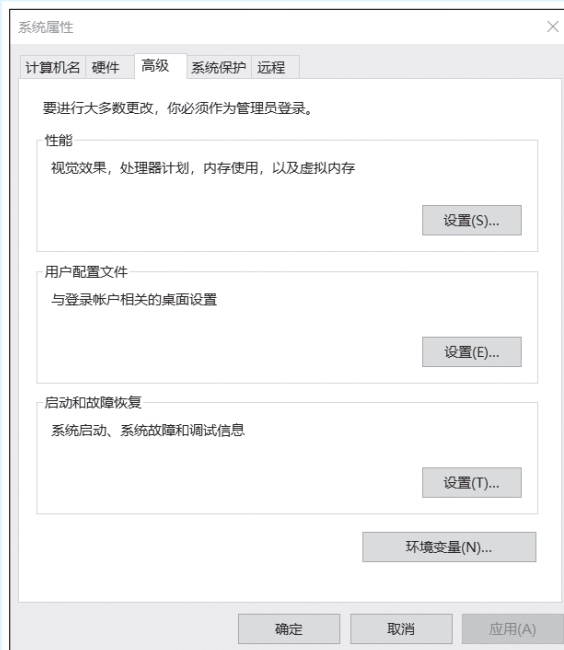 系统属性
计算机名 硬件 高级 系统保护 远程
要进行大多数更改，你必须作为管理员登录。
性能
视觉效果，处理器计划，内存使用，以及虚拟内存
设置(S)...
用户配置文件
与登录帐户相关的桌面设置
设置(E)...
启动和故障恢复
系统启动、系统故障和调试信息
设置(T)...
环境变量(N)...
确定 取消 应用(A)